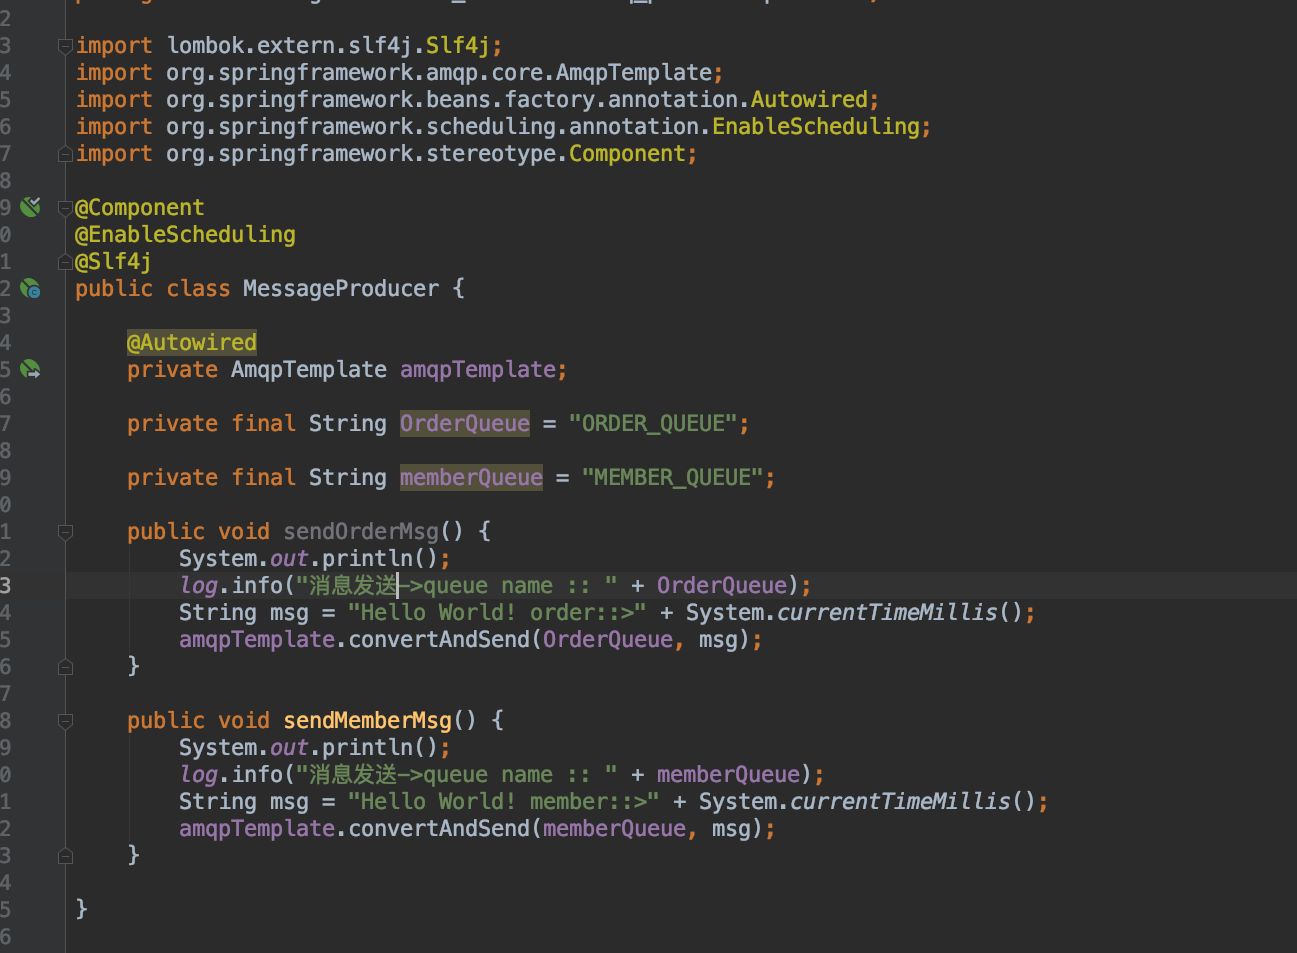 2
3 import lombok.extern.slf4j.Slf4j;
4 import org.springframework.amqp.core.AmqpTemplate;
5 import org.springframework.beans.factory.annotation.Autowired;
6 import org.springframework.scheduling.annotation.EnableScheduling;
7 import org.springframework.stereotype.Component;
8
9 @Component
0 @EnableScheduling
1 @Slf4j
2 public class MessageProducer {
3
4 @Autowired
5 private AmqpTemplate amqpTemplate;
6
7 private final String OrderQueue = "ORDER_QUEUE";
8
9 private final String memberQueue = "MEMBER_QUEUE";
0
1 public void sendOrderMsg() {
2 System.out.println();
3 log.info("消息发送->queue name :: " + OrderQueue);
4 String msg = "Hello World! order::>" + System.currentTimeMillis();
5 amqpTemplate.convertAndSend(OrderQueue, msg);
6 }
7
8 public void sendMemberMsg() {
9 System.out.println();
0 log.info("消息发送->queue name :: " + memberQueue);
1 String msg = "Hello World! member::>" + System.currentTimeMillis();
2 amqpTemplate.convertAndSend(memberQueue, msg);
3 }
4
5 }
6